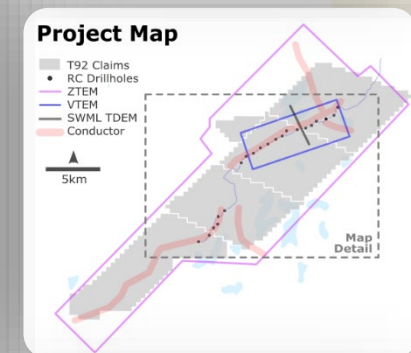 Project Map
T92 Claims
RC Drillholes
ZTEM
VTEM
SWML TDEM
Conductor
5km
Map
Detail